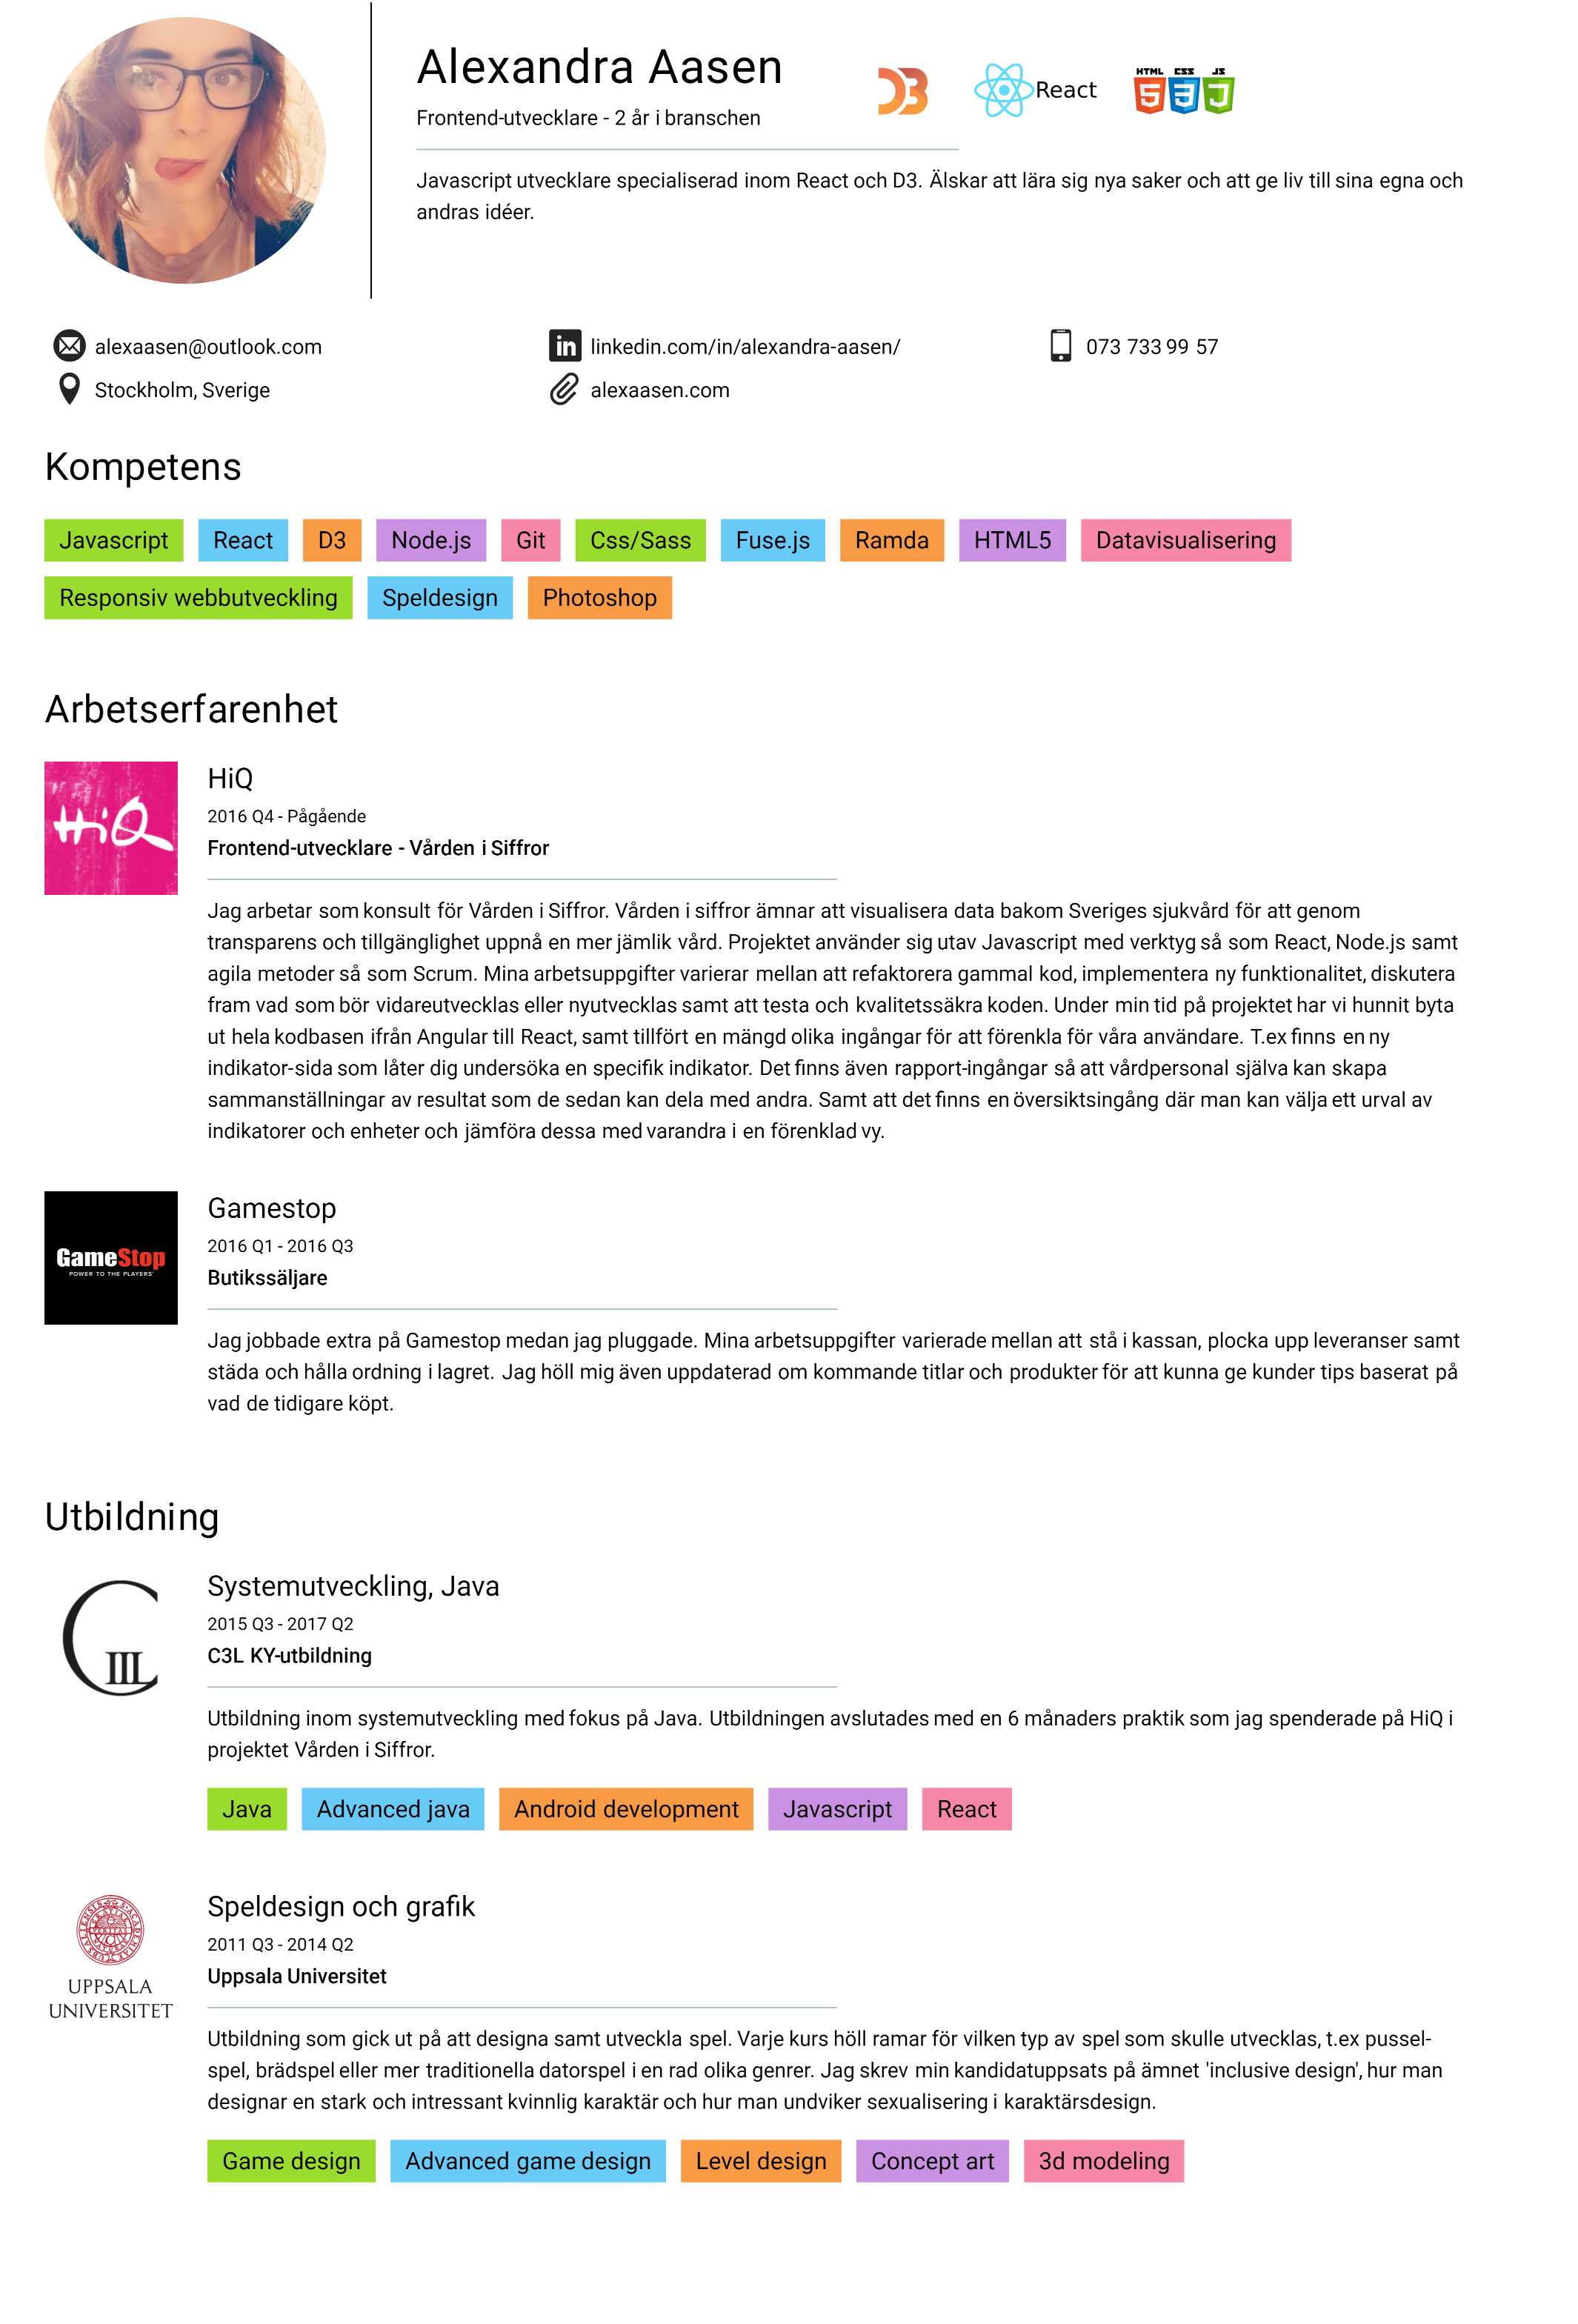 Alexandra Aasen
Frontend-utvecklare - 2 år i branschen
React
HTML CSS JS
5 3 J
Javascript utvecklare specialiserad inom React och D3. Älskar att lära sig nya saker och att ge liv till sina egna och
andras idéer.
alexaasen@outlook.com
linkedin.com/in/alexandra-aasen/
073 733 99 57
Stockholm, Sverige
alexaasen.com
Kompetens
Javascript React D3 Node.js Git Css/Sass Fuse.js Ramda HTML5 Datavisualisering
Responsiv webbutveckling Speldesign Photoshop
Arbetserfarenhet
HiQ
HiQ
2016 Q4 - Pågående
Frontend-utvecklare - Vården i Siffror
Jag arbetar som konsult för Vården i Siffror. Vården i siffror ämnar att visualisera data bakom Sveriges sjukvård för att genom
transparens och tillgänglighet uppnå en mer jämlik vård. Projektet använder sig utav Javascript med verktyg så som React, Node.js samt
agila metoder så som Scrum. Mina arbetsuppgifter varierar mellan att refaktorera gammal kod, implementera ny funktionalitet, diskutera
fram vad som bör vidareutvecklas eller nyutvecklas samt att testa och kvalitetssäkra koden. Under min tid på projektet har vi hunnit byta
ut hela kodbasen ifrån Angular till React, samt tillfört en mängd olika ingångar för att förenkla för våra användare. T.ex finns en ny
indikator-sida som låter dig undersöka en specifik indikator. Det finns även rapport-ingångar så att vårdpersonal själva kan skapa
sammanställningar av resultat som de sedan kan dela med andra. Samt att det finns en översiktsingång där man kan välja ett urval av
indikatorer och enheter och jämföra dessa med varandra i en förenklad vy.
GameStop
POWER TO THE PLAYERS
Gamestop
2016 Q1 - 2016 Q3
Butikssäljare
Jag jobbade extra på Gamestop medan jag pluggade. Mina arbetsuppgifter varierade mellan att stå i kassan, plocka upp leveranser samt
städa och hålla ordning i lagret. Jag höll mig även uppdaterad om kommande titlar och produkter för att kunna ge kunder tips baserat på
vad de tidigare köpt.
Utbildning
CIIIL
Systemutveckling, Java
2015 Q3 - 2017 Q2
C3L KY-utbildning
Utbildning inom systemutveckling med fokus på Java. Utbildningen avslutades med en 6 månaders praktik som jag spenderade på HiQ i
projektet Vården i Siffror.
Java Advanced java Android development Javascript React
UPPSALA
UNIVERSITET
Speldesign och grafik
2011 Q3 - 2014 Q2
Uppsala Universitet
Utbildning som gick ut på att designa samt utveckla spel. Varje kurs höll ramar för vilken typ av spel som skulle utvecklas, t.ex pussel-
spel, brädspel eller mer traditionella datorspel i en rad olika genrer. Jag skrev min kandidatuppsats på ämnet 'inclusive design', hur man
designar en stark och intressant kvinnlig karaktär och hur man undviker sexualisering i karaktärsdesign.
Game design Advanced game design Level design Concept art 3d modeling